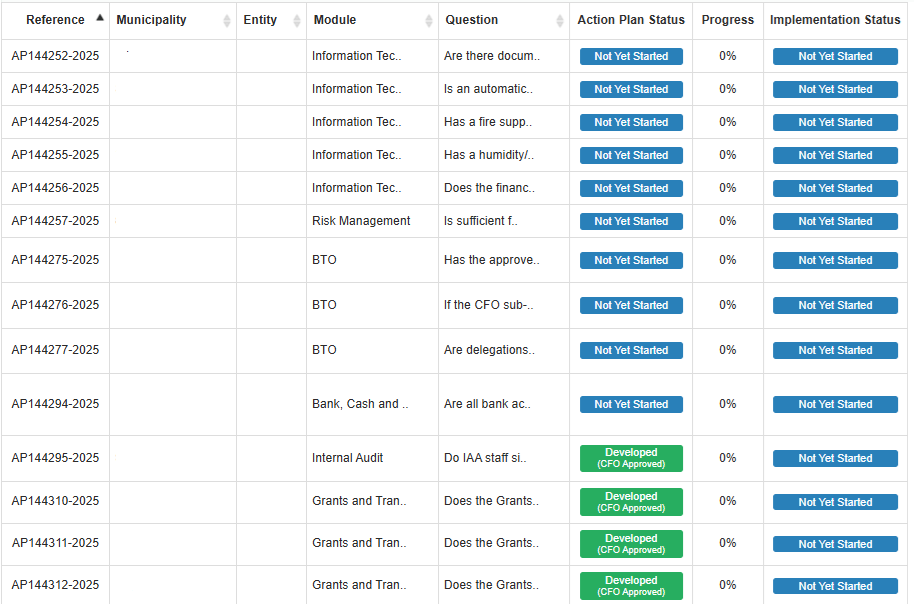 Reference Municipality Entity Module Question Action Plan Status Progress Implementation Status
AP144252-2025 Information Tec.. Are there docum.. Not Yet Started 0% Not Yet Started
AP144253-2025 Information Tec.. Is an automatic.. Not Yet Started 0% Not Yet Started
AP144254-2025 Information Tec.. Has a fire supp.. Not Yet Started 0% Not Yet Started
AP144255-2025 Information Tec.. Has a humidity/.. Not Yet Started 0% Not Yet Started
AP144256-2025 Information Tec.. Does the financ.. Not Yet Started 0% Not Yet Started
AP144257-2025 Risk Management Is sufficient f.. Not Yet Started 0% Not Yet Started
AP144275-2025 BTO Has the approve.. Not Yet Started 0% Not Yet Started
AP144276-2025 BTO If the CFO sub-.. Not Yet Started 0% Not Yet Started
AP144277-2025 BTO Are delegations.. Not Yet Started 0% Not Yet Started
AP144294-2025 Bank, Cash and .. Are all bank ac.. Not Yet Started 0% Not Yet Started
AP144295-2025 Internal Audit Do IAA staff si.. Developed (CFO Approved) 0% Not Yet Started
AP144310-2025 Grants and Tran.. Does the Grants.. Developed (CFO Approved) 0% Not Yet Started
AP144311-2025 Grants and Tran.. Does the Grants.. Developed (CFO Approved) 0% Not Yet Started
AP144312-2025 Grants and Tran.. Does the Grants.. Developed (CFO Approved) 0% Not Yet Started